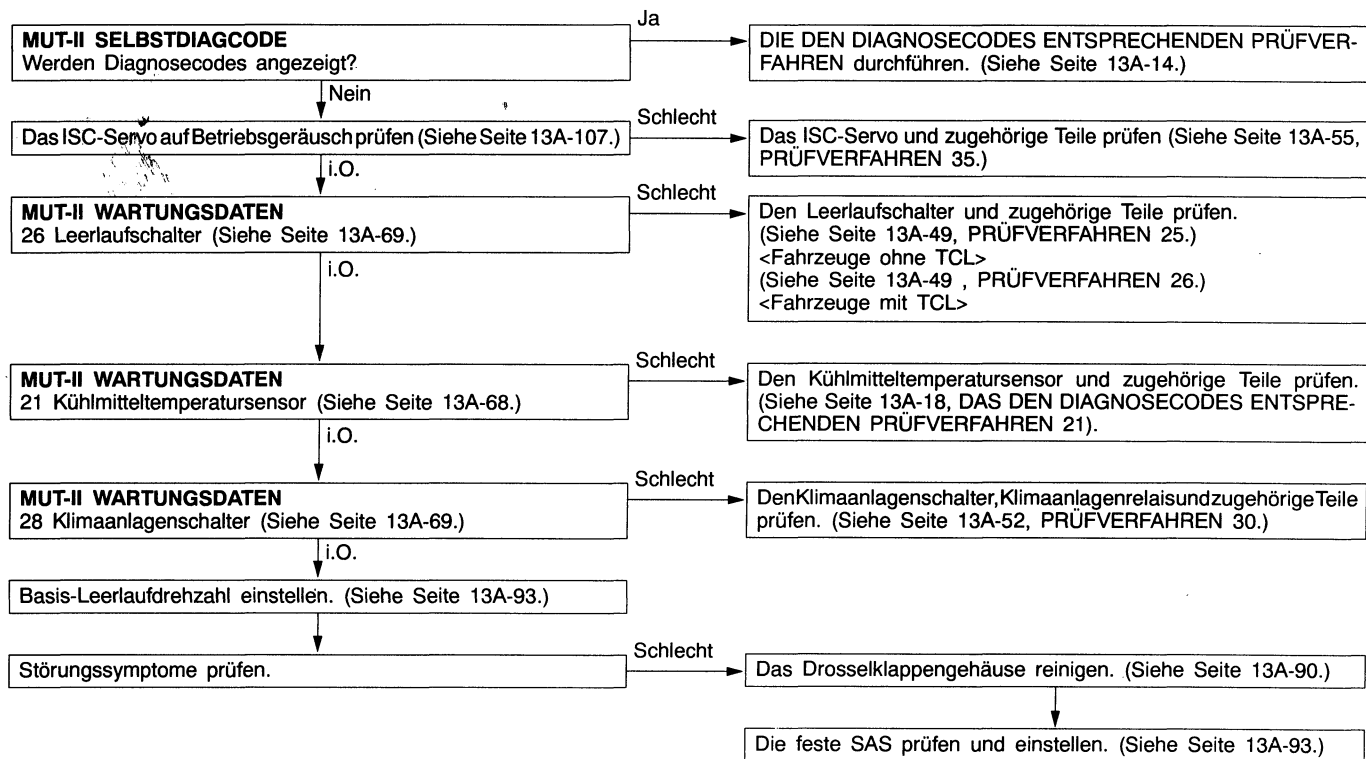 Ja
MUT-II SELBSTDIAGCODE
Werden Diagnosecodes angezeigt?
DIE DEN DIAGNOSECODES ENTSPRECHENDEN PRÜFVER-
FAHREN durchführen. (Siehe Seite 13A-14.)
Nein
Schlecht
Das ISC-Servo auf Betriebsgeräusch prüfen (Siehe Seite 13A-107.)
Das ISC-Servo und zugehörige Teile prüfen (Siehe Seite 13A-55,
PRÜFVERFAHREN 35.)
i.O.
Schlecht
MUT-II WARTUNGSDATEN
26 Leerlaufschalter (Siehe Seite 13A-69.)
Den Leerlaufschalter und zugehörige Teile prüfen.
(Siehe Seite 13A-49, PRÜFVERFAHREN 25.)
<Fahrzeuge ohne TCL>
(Siehe Seite 13A-49 , PRÜFVERFAHREN 26.)
<Fahrzeuge mit TCL>
i.O.
Schlecht
MUT-II WARTUNGSDATEN
21 Kühlmitteltemperatursensor (Siehe Seite 13A-68.)
Den Kühlmitteltemperatursensor und zugehörige Teile prüfen.
(Siehe Seite 13A-18, DAS DEN DIAGNOSECODES ENTSPRE-
CHENDEN PRÜFVERFAHREN 21).
i.O.
Schlecht
MUT-II WARTUNGSDATEN
28 Klimaanlagenschalter (Siehe Seite 13A-69.)
Den Klimaanlagenschalter, Klimaanlagenrelais und zugehörige Teile
prüfen. (Siehe Seite 13A-52, PRÜFVERFAHREN 30.)
i.O.
Basis-Leerlaufdrehzahl einstellen. (Siehe Seite 13A-93.)
Schlecht
Störungssymptome prüfen.
Das Drosselklappengehäuse reinigen. (Siehe Seite 13A-90.)
Die feste SAS prüfen und einstellen. (Siehe Seite 13A-93.)